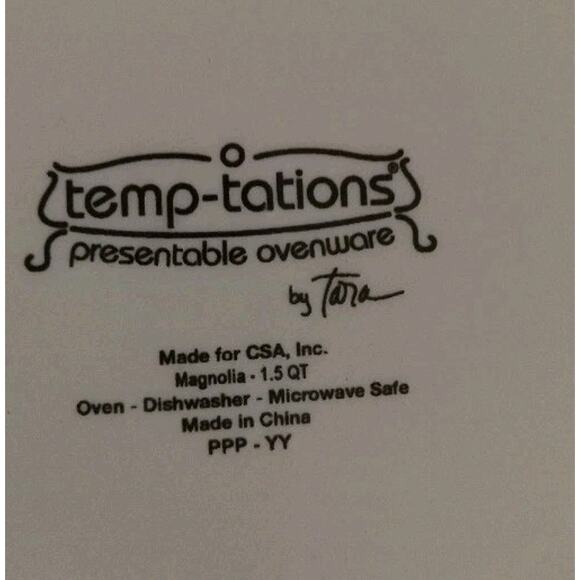 temp-tations®
presentable ovenware
by Tara
Made for CSA, Inc.
Magnolia - 1.5 QT
Oven - Dishwasher - Microwave Safe
Made in China
PPP - YY